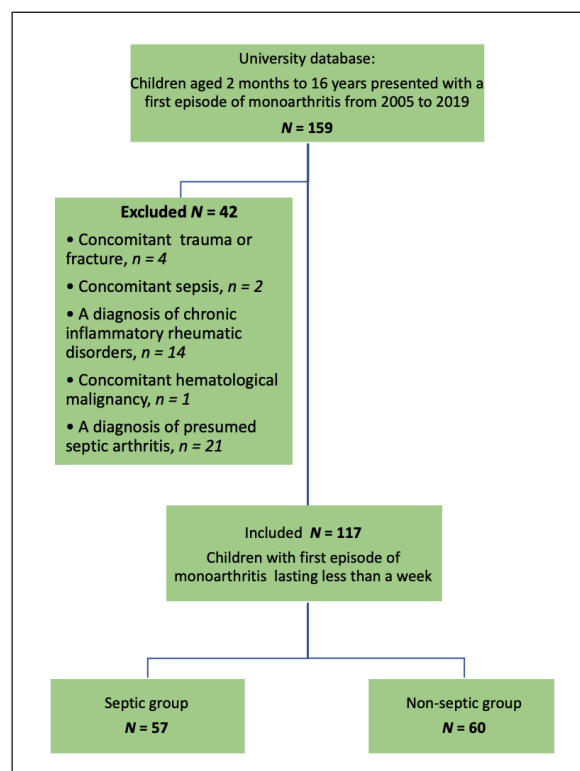 University database:
Children aged 2 months to 16 years presented with a
first episode of monoarthritis from 2005 to 2019
N = 159
Excluded N = 42
• Concomitant trauma or
fracture, n = 4
• Concomitant sepsis, n = 2
• A diagnosis of chronic
inflammatory rheumatic
disorders, n = 14
• Concomitant hematological
malignancy, n = 1
• A diagnosis of presumed
septic arthritis, n = 21
Included N = 117
Children with first episode of
monoarthritis lasting less than a week
Septic group
N = 57
Non-septic group
N = 60